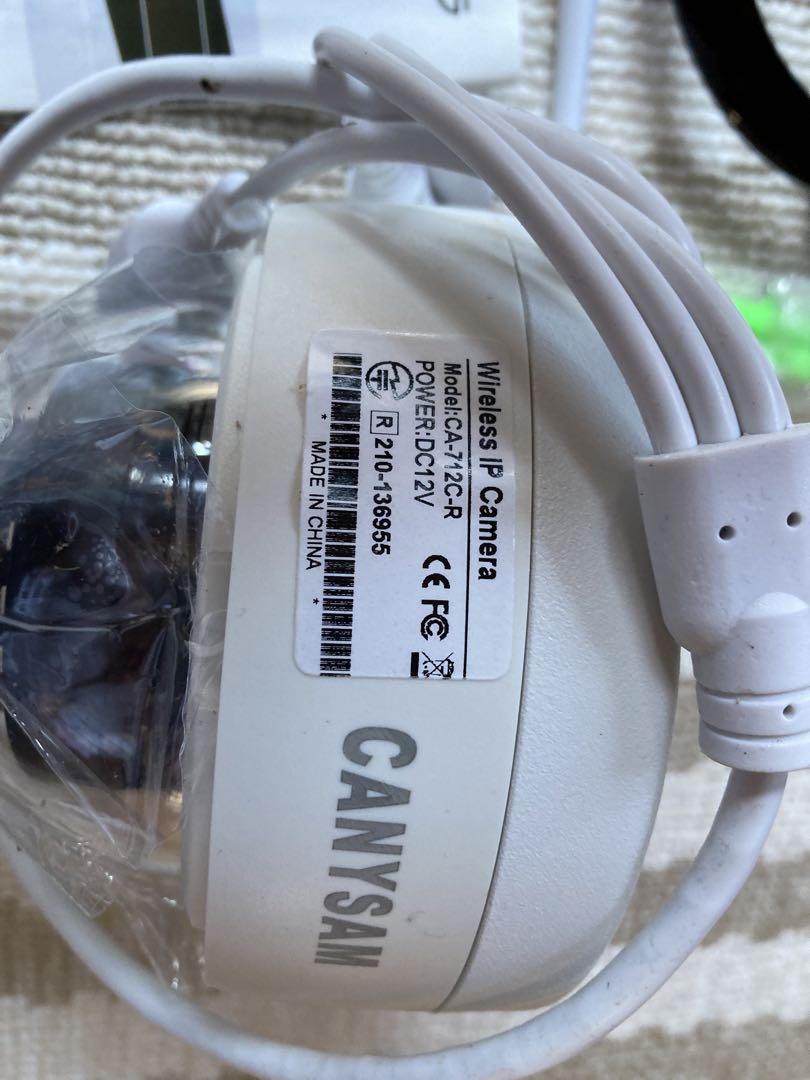 Wireless IP Camera
Model:CA-712C-R
POWER:DC12V
CE FC
R 210-136955
* MADE IN CHINA *
CANYSAM